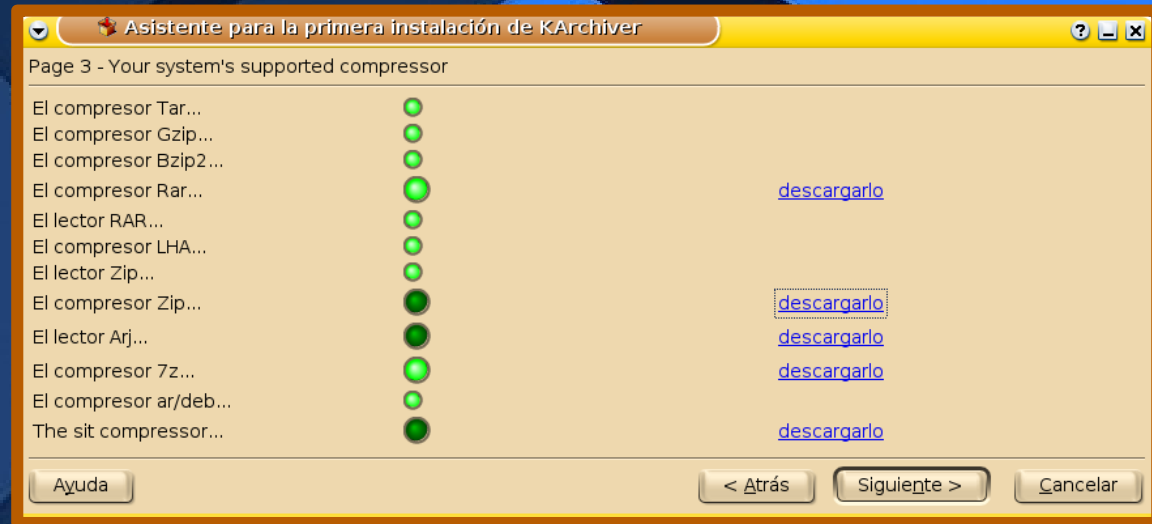 Asistente para la primera instalación de KArchiver
Page 3 - Your system's supported compressor
El compresor Tar...
El compresor Gzip...
El compresor Bzip2...
El compresor Rar... descargarlo
El lector RAR...
El compresor LHA...
El lector Zip...
El compresor Zip... descargarlo
El lector Arj... descargarlo
El compresor 7z... descargarlo
El compresor ar/deb...
The sit compressor... descargarlo
Ayuda < Atrás Siguiente > Cancelar